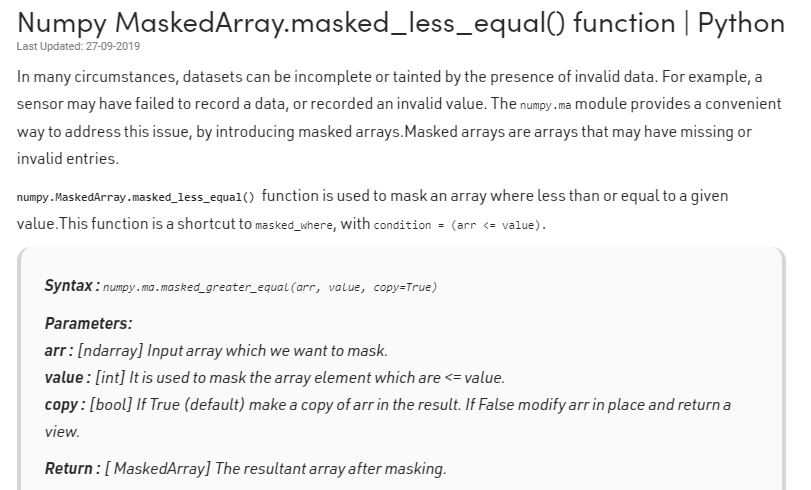 Numpy MaskedArray.masked_less_equal() function | Python
Last Updated: 27-09-2019
In many circumstances, datasets can be incomplete or tainted by the presence of invalid data. For example, a
sensor may have failed to record a data, or recorded an invalid value. The numpy.ma module provides a convenient
way to address this issue, by introducing masked arrays.Masked arrays are arrays that may have missing or
invalid entries.
numpy.MaskedArray.masked_less_equal() function is used to mask an array where less than or equal to a given
value.This function is a shortcut to masked_where, with condition = (arr <= value).
Syntax : numpy.ma.masked_greater_equal(arr, value, copy=True)
Parameters:
arr : [ndarray] Input array which we want to mask.
value : [int] It is used to mask the array element which are <= value.
copy : [bool] If True (default) make a copy of arr in the result. If False modify arr in place and return a
view.
Return : [ MaskedArray] The resultant array after masking.